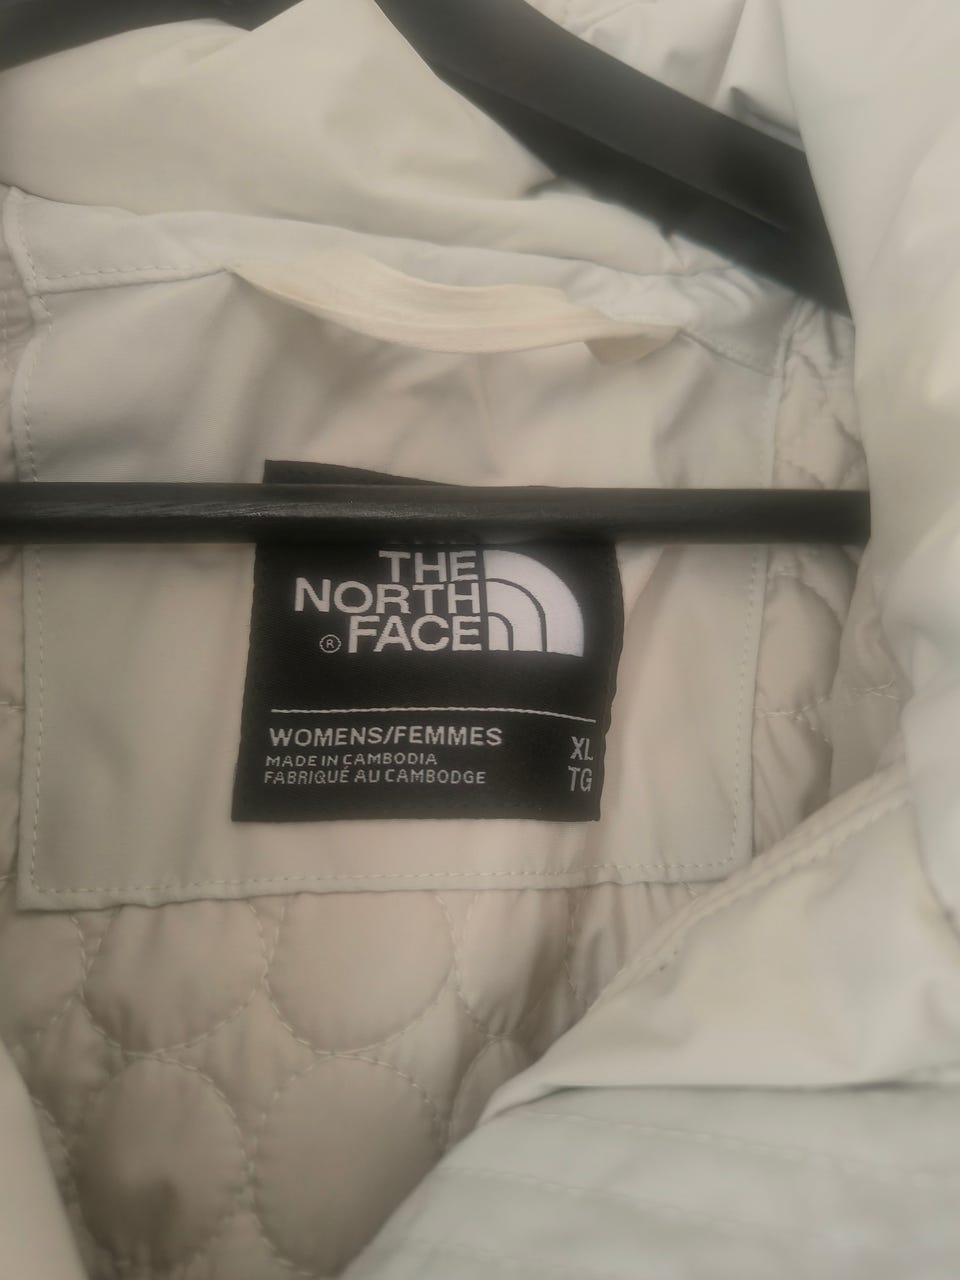 THE
NORTH
® FACE
WOMENS/FEMMES XL
MADE IN CAMBODIA
FABRIQUÉ AU CAMBODGE TG